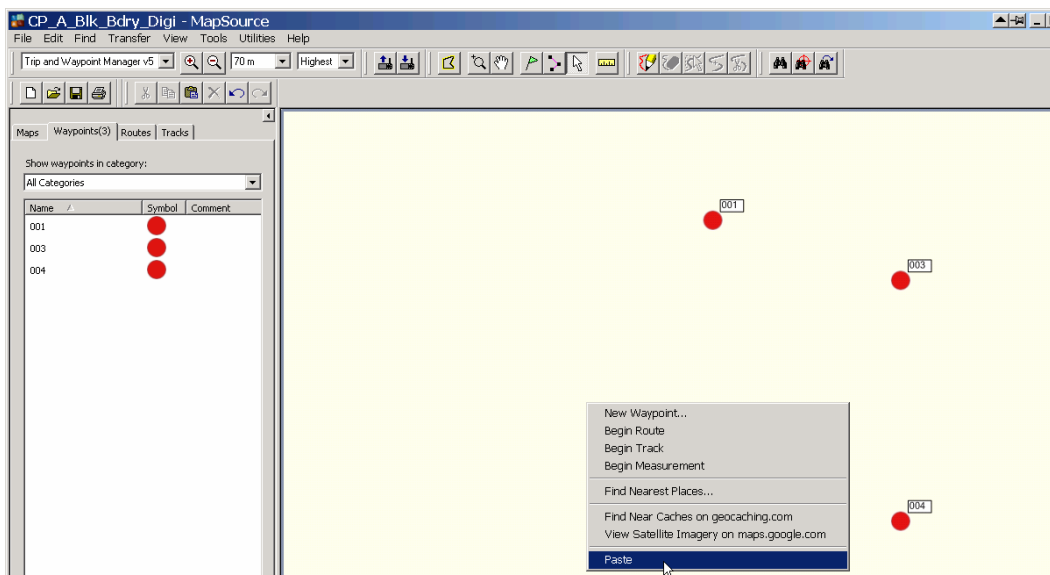 CP_A_Blk_Bdry_Digi - MapSource
File Edit Find Transfer View Tools Utilities Help
Trip and Waypoint Manager v5 70 m Highest
Maps Waypoints(3) Routes Tracks
Show waypoints in category:
All Categories
Name Symbol Comment
001
003
004
001
003
004
New Waypoint...
Begin Route
Begin Track
Begin Measurement
Find Nearest Places...
Find Near Caches on geocaching.com
View Satellite Imagery on maps.google.com
Paste